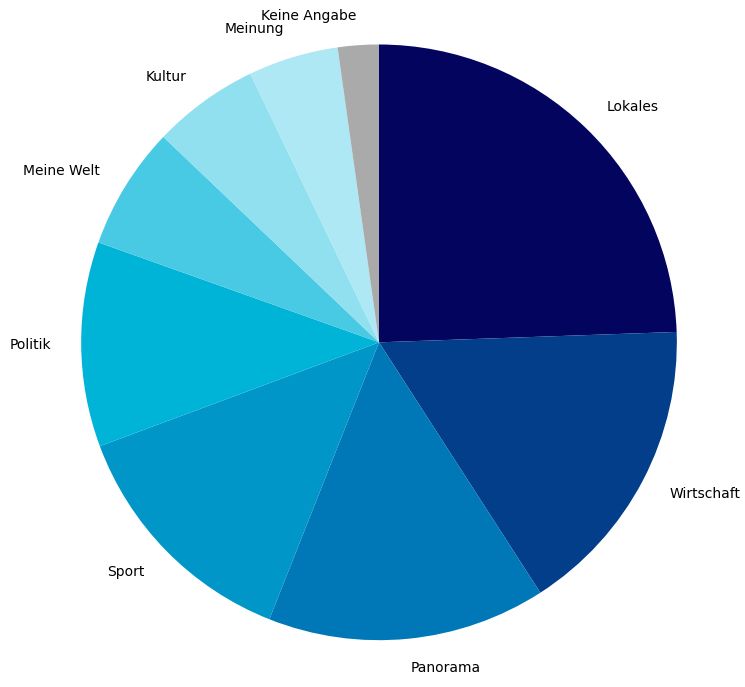 Keine Angabe
Meinung
Kultur
Lokales
Meine Welt
Politik
Wirtschaft
Sport
Panorama